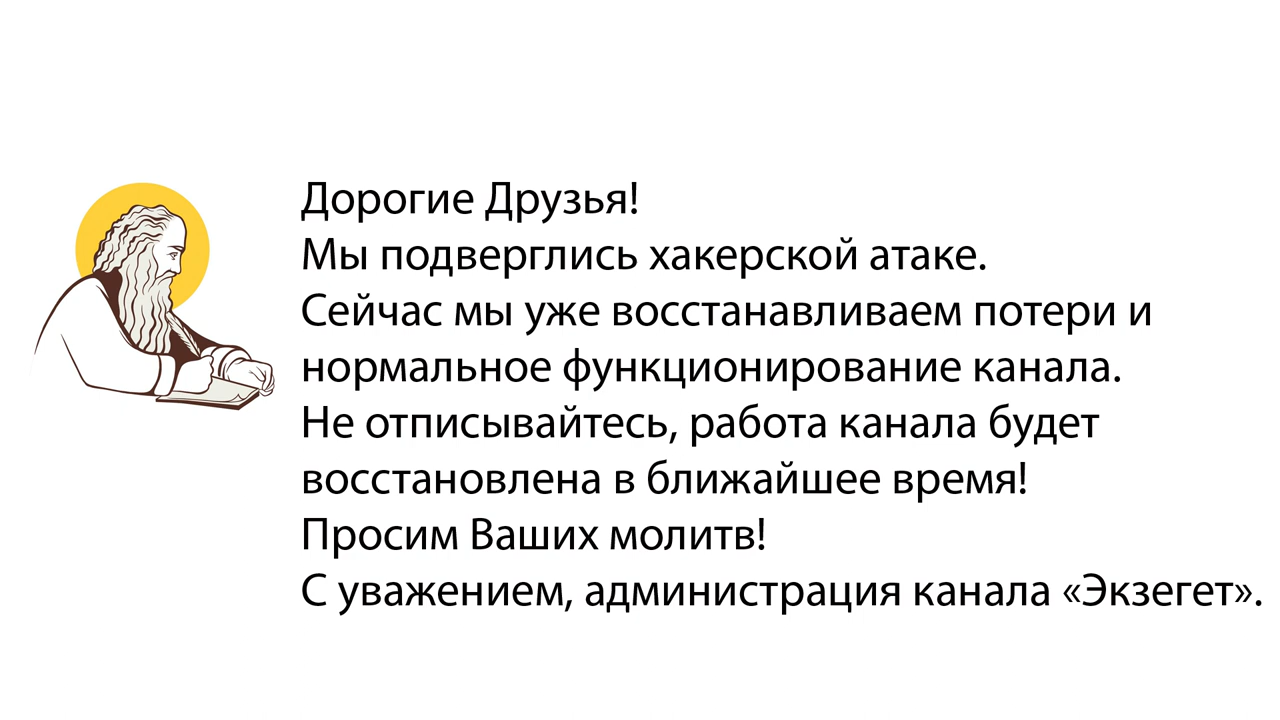 Дорогие Друзья!
Мы подверглись хакерской атаке.
Сейчас мы уже восстанавливаем потери и
нормальное функционирование канала.
Не отписывайтесь, работа канала будет
восстановлена в ближайшее время!
Просим Ваших молитв!
С уважением, администрация канала «Экзегет».